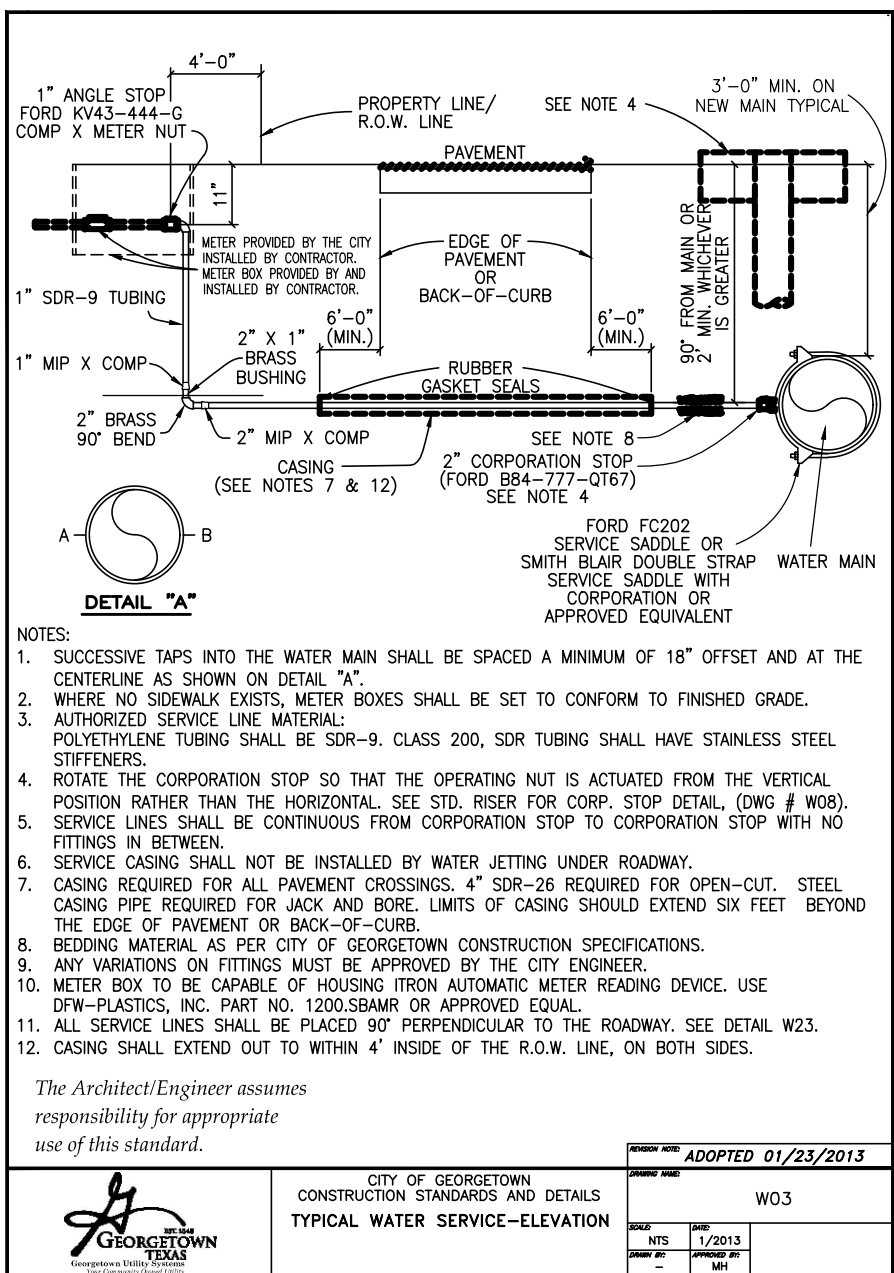 4'-0"
1" ANGLE STOP
FORD KV43-444-G
COMP X METER NUT
PROPERTY LINE/
R.O.W. LINE
SEE NOTE 4
3'-0" MIN. ON
NEW MAIN TYPICAL
PAVEMENT
11"
METER PROVIDED BY THE CITY
INSTALLED BY CONTRACTOR.
METER BOX PROVIDED BY AND
INSTALLED BY CONTRACTOR.
EDGE OF
PAVEMENT
OR
BACK-OF-CURB
90° FROM MAIN OR
2' MIN. WHICHEVER
IS GREATER
1" SDR-9 TUBING
6'-0"
(MIN.)
6'-0"
(MIN.)
2" X 1"
BRASS
BUSHING
1" MIP X COMP
RUBBER
GASKET SEALS
2" BRASS
90° BEND
2" MIP X COMP
SEE NOTE 8
CASING
(SEE NOTES 7 & 12)
2" CORPORATION STOP
(FORD B84-777-QT67)
SEE NOTE 4
A
B
DETAIL "A"
FORD FC202
SERVICE SADDLE OR
SMITH BLAIR DOUBLE STRAP
SERVICE SADDLE WITH
CORPORATION OR
APPROVED EQUIVALENT
WATER MAIN
NOTES:
1. SUCCESSIVE TAPS INTO THE WATER MAIN SHALL BE SPACED A MINIMUM OF 18" OFFSET AND AT THE
CENTERLINE AS SHOWN ON DETAIL "A".
2. WHERE NO SIDEWALK EXISTS, METER BOXES SHALL BE SET TO CONFORM TO FINISHED GRADE.
3. AUTHORIZED SERVICE LINE MATERIAL:
POLYETHYLENE TUBING SHALL BE SDR-9. CLASS 200, SDR TUBING SHALL HAVE STAINLESS STEEL
STIFFENERS.
4. ROTATE THE CORPORATION STOP SO THAT THE OPERATING NUT IS ACTUATED FROM THE VERTICAL
POSITION RATHER THAN THE HORIZONTAL. SEE STD. RISER FOR CORP. STOP DETAIL, (DWG # W08).
5. SERVICE LINES SHALL BE CONTINUOUS FROM CORPORATION STOP TO CORPORATION STOP WITH NO
FITTINGS IN BETWEEN.
6. SERVICE CASING SHALL NOT BE INSTALLED BY WATER JETTING UNDER ROADWAY.
7. CASING REQUIRED FOR ALL PAVEMENT CROSSINGS. 4" SDR-26 REQUIRED FOR OPEN-CUT. STEEL
CASING PIPE REQUIRED FOR JACK AND BORE. LIMITS OF CASING SHOULD EXTEND SIX FEET BEYOND
THE EDGE OF PAVEMENT OR BACK-OF-CURB.
8. BEDDING MATERIAL AS PER CITY OF GEORGETOWN CONSTRUCTION SPECIFICATIONS.
9. ANY VARIATIONS ON FITTINGS MUST BE APPROVED BY THE CITY ENGINEER.
10. METER BOX TO BE CAPABLE OF HOUSING ITRON AUTOMATIC METER READING DEVICE. USE
DFW-PLASTICS, INC. PART NO. 1200.SBAMR OR APPROVED EQUAL.
11. ALL SERVICE LINES SHALL BE PLACED 90° PERPENDICULAR TO THE ROADWAY. SEE DETAIL W23.
12. CASING SHALL EXTEND OUT TO WITHIN 4' INSIDE OF THE R.O.W. LINE, ON BOTH SIDES.
The Architect/Engineer assumes
responsibility for appropriate
use of this standard.
REVISION NOTE:
ADOPTED 01/23/2013
EST. 1848
GEORGETOWN
TEXAS
Georgetown Utility Systems
Your Community Owned Utility
CITY OF GEORGETOWN
CONSTRUCTION STANDARDS AND DETAILS
TYPICAL WATER SERVICE-ELEVATION
DRAWING NAME:
W03
SCALE:
NTS
DATE:
1/2013
DRAWN BY:
-
APPROVED BY:
MH